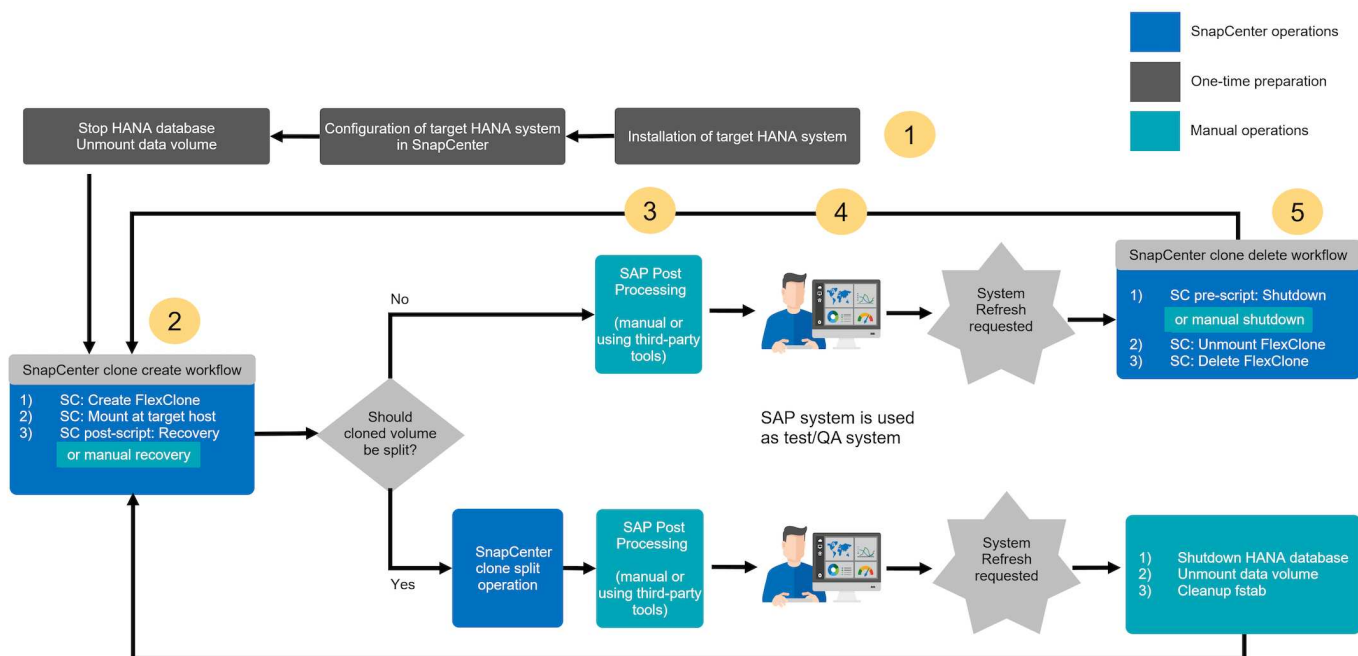 SnapCenter operations
One-time preparation
Manual operations
Stop HANA database
Unmount data volume
Configuration of target HANA system
in SnapCenter
Installation of target HANA system
1
3
4
5
2
SnapCenter clone create workflow
1) SC: Create FlexClone
2) SC: Mount at target host
3) SC post-script: Recovery
or manual recovery
Should
cloned volume
be split?
No
SAP Post
Processing
(manual or
using third-party
tools)
System
Refresh
requested
SnapCenter clone delete workflow
1) SC pre-script: Shutdown
or manual shutdown
2) SC: Unmount FlexClone
3) SC: Delete FlexClone
SAP system is used
as test/QA system
Yes
SnapCenter
clone split
operation
SAP Post
Processing
(manual or
using third-party
tools)
System
Refresh
requested
1) Shutdown HANA database
2) Unmount data volume
3) Cleanup fstab